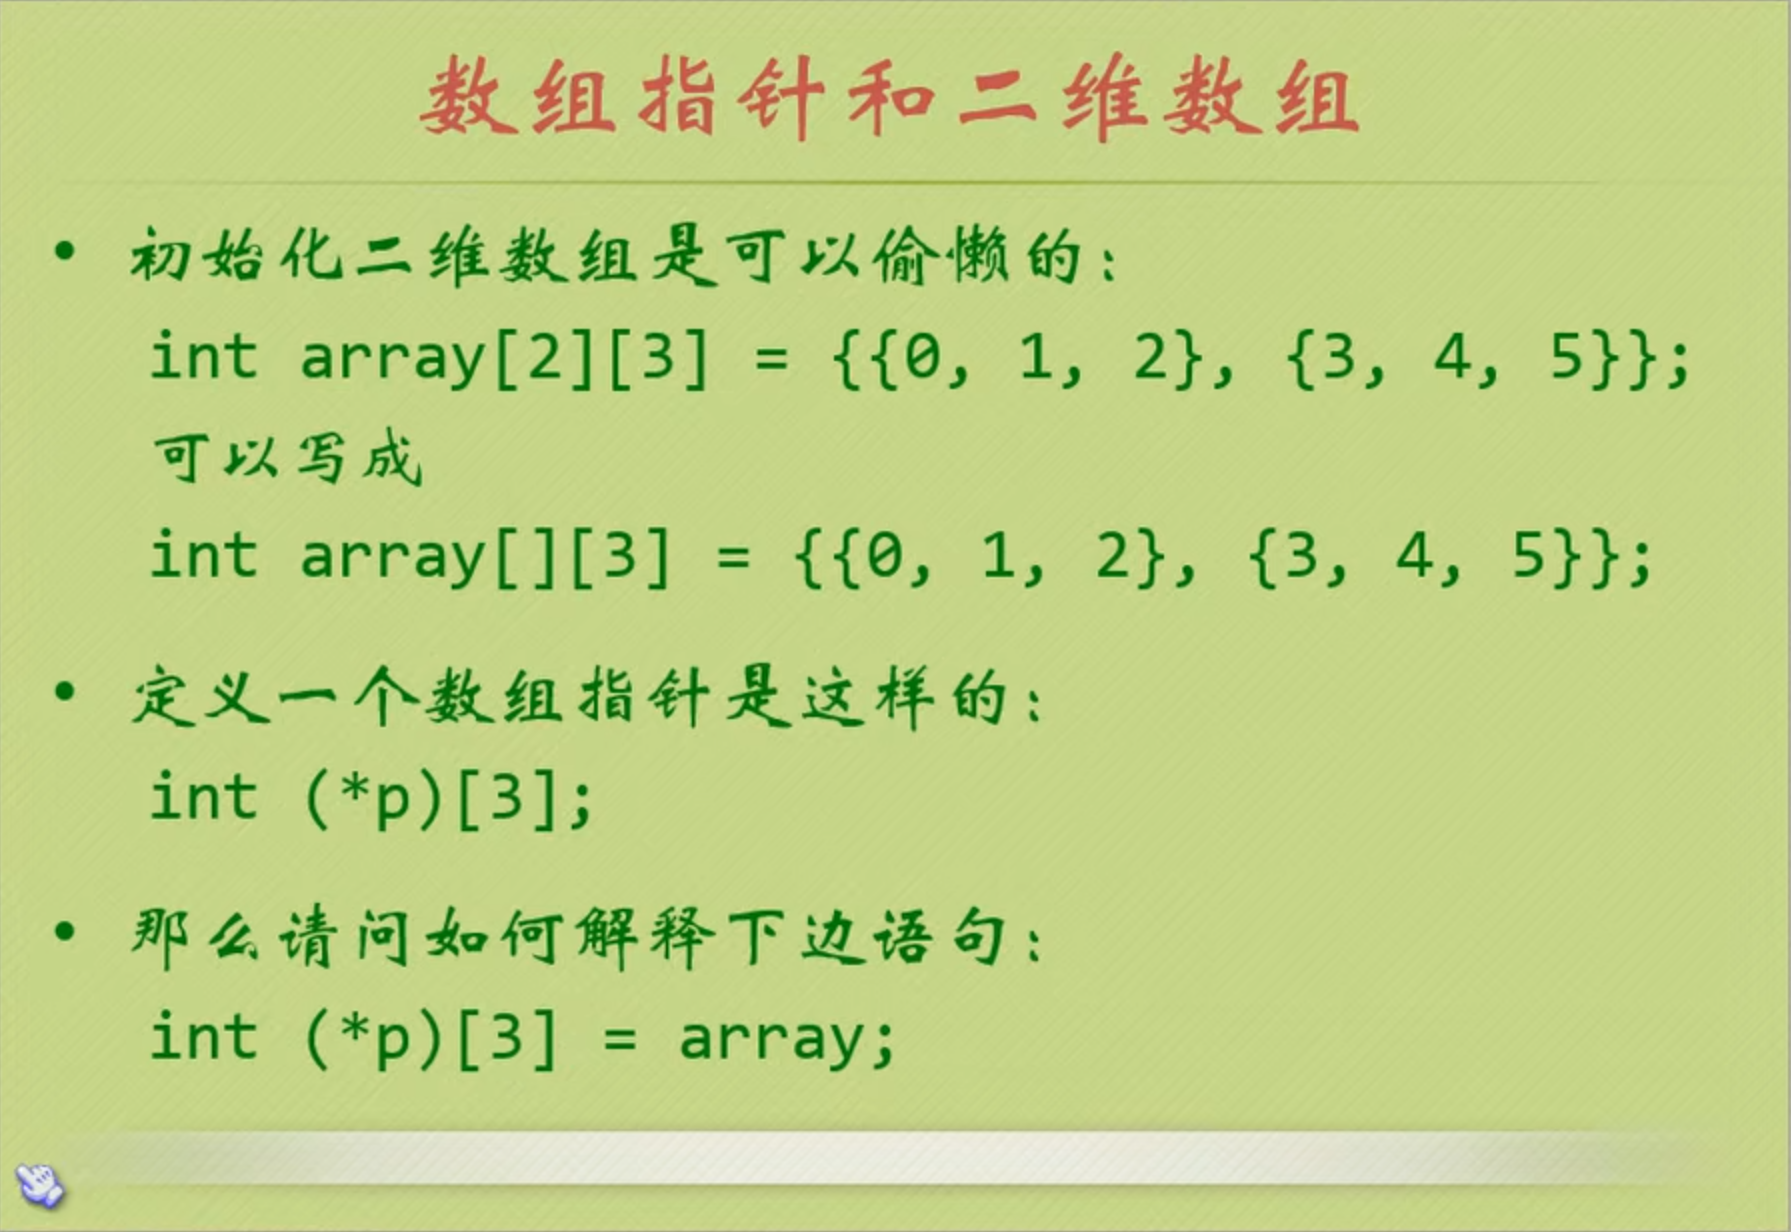 数组指针和二维数组
• 初始化二维数组是可以偷懒的：
int array[2][3] = {{0, 1, 2}, {3, 4, 5}};
可以写成
int array[][3] = {{0, 1, 2}, {3, 4, 5}};
• 定义一个数组指针是这样的：
int (*p)[3];
• 那么请问如何解释下边语句：
int (*p)[3] = array;